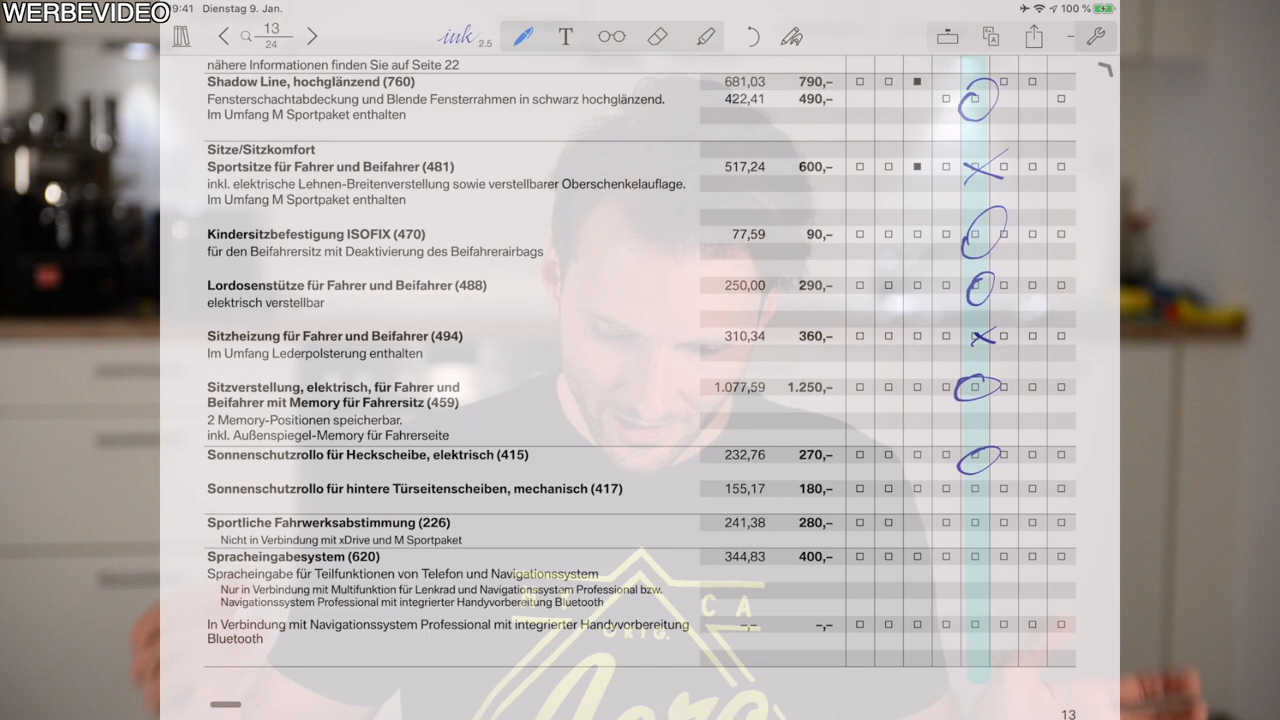 WERBEVIDEO
09:41 Dienstag 9. Jan.
100 %
13
24
ink 2.5
T
nähere Informationen finden Sie auf Seite 22
Shadow Line, hochglänzend (760) 681,03 790,–
Fensterschachtabdeckung und Blende Fensterrahmen in schwarz hochglänzend. 422,41 490,–
Im Umfang M Sportpaket enthalten
Sitze/Sitzkomfort
Sportsitze für Fahrer und Beifahrer (481) 517,24 600,–
inkl. elektrische Lehnen-Breitenverstellung sowie verstellbarer Oberschenkelauflage.
Im Umfang M Sportpaket enthalten
Kindersitzbefestigung ISOFIX (470) 77,59 90,–
für den Beifahrersitz mit Deaktivierung des Beifahrerairbags
Lordosenstütze für Fahrer und Beifahrer (488) 250,00 290,–
elektrisch verstellbar
Sitzheizung für Fahrer und Beifahrer (494) 310,34 360,–
Im Umfang Lederpolsterung enthalten
Sitzverstellung, elektrisch, für Fahrer und 1.077,59 1.250,–
Beifahrer mit Memory für Fahrersitz (459)
2 Memory-Positionen speicherbar.
inkl. Außenspiegel-Memory für Fahrerseite
Sonnenschutzrollo für Heckscheibe, elektrisch (415) 232,76 270,–
Sonnenschutzrollo für hintere Türseitenscheiben, mechanisch (417) 155,17 180,–
Sportliche Fahrwerksabstimmung (226) 241,38 280,–
Nicht in Verbindung mit xDrive und M Sportpaket
Spracheingabesystem (620) 344,83 400,–
Spracheingabe für Teilfunktionen von Telefon und Navigationssystem
Nur in Verbindung mit Multifunktion für Lenkrad und Navigationssystem Professional bzw.
Navigationssystem Professional mit integrierter Handyvorbereitung Bluetooth
In Verbindung mit Navigationssystem Professional mit integrierter Handyvorbereitung –,– –,–
Bluetooth
CA
ORIG.
13